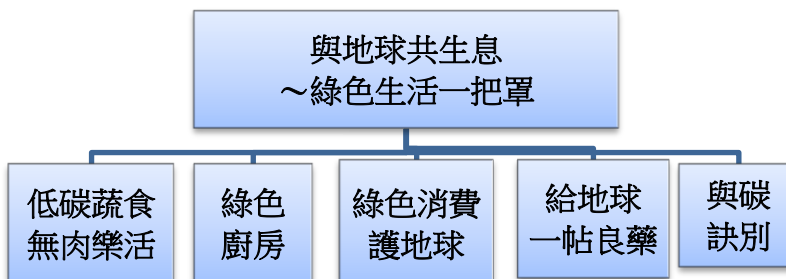 與地球共生息
～綠色生活一把罩
低碳蔬食
無肉樂活
綠色
廚房
綠色消費
護地球
給地球
一帖良藥
與碳
訣別